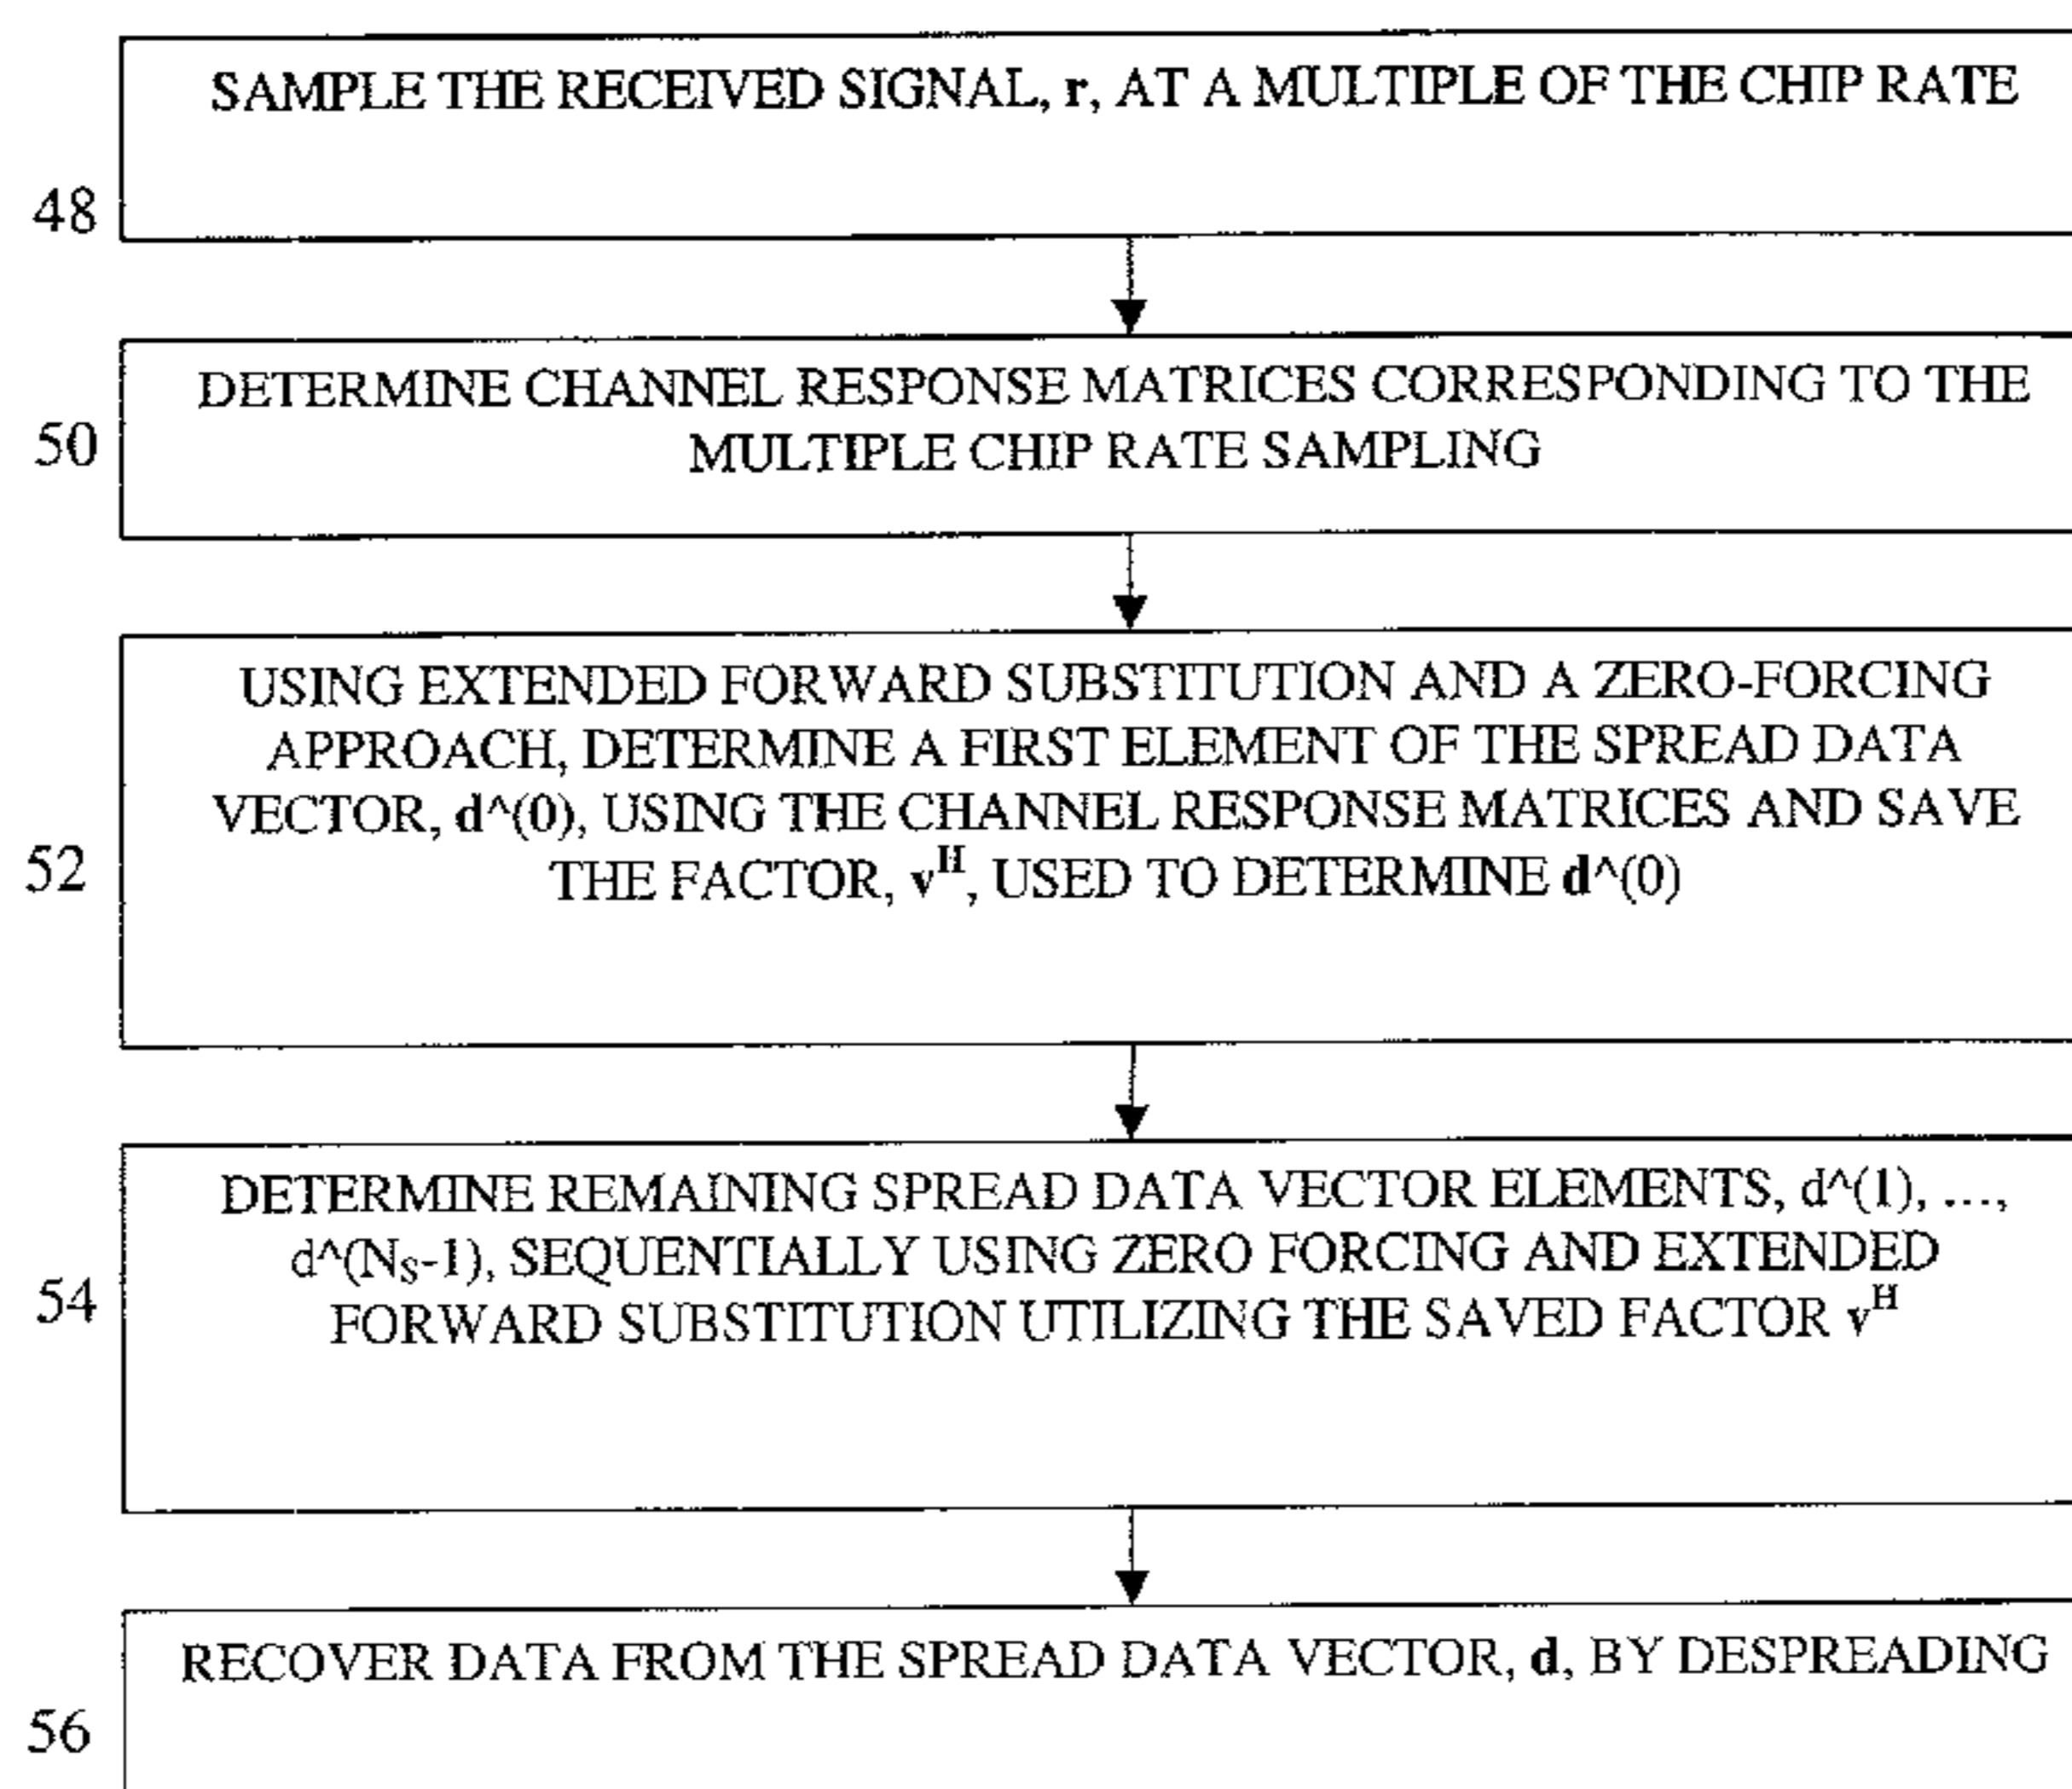 SAMPLE THE RECEIVED SIGNAL, r, AT A MULTIPLE OF THE CHIP RATE
48
DETERMINE CHANNEL RESPONSE MATRICES CORRESPONDING TO THE
MULTIPLE CHIP RATE SAMPLING
50
USING EXTENDED FORWARD SUBSTITUTION AND A ZERO-FORCING
APPROACH, DETERMINE A FIRST ELEMENT OF THE SPREAD DATA
VECTOR, d^(0), USING THE CHANNEL RESPONSE MATRICES AND SAVE
THE FACTOR, v^H, USED TO DETERMINE d^(0)
52
DETERMINE REMAINING SPREAD DATA VECTOR ELEMENTS, d^(1), ...,
d^(N_S-1), SEQUENTIALLY USING ZERO FORCING AND EXTENDED
FORWARD SUBSTITUTION UTILIZING THE SAVED FACTOR v^H
54
RECOVER DATA FROM THE SPREAD DATA VECTOR, d, BY DESPREADING
56